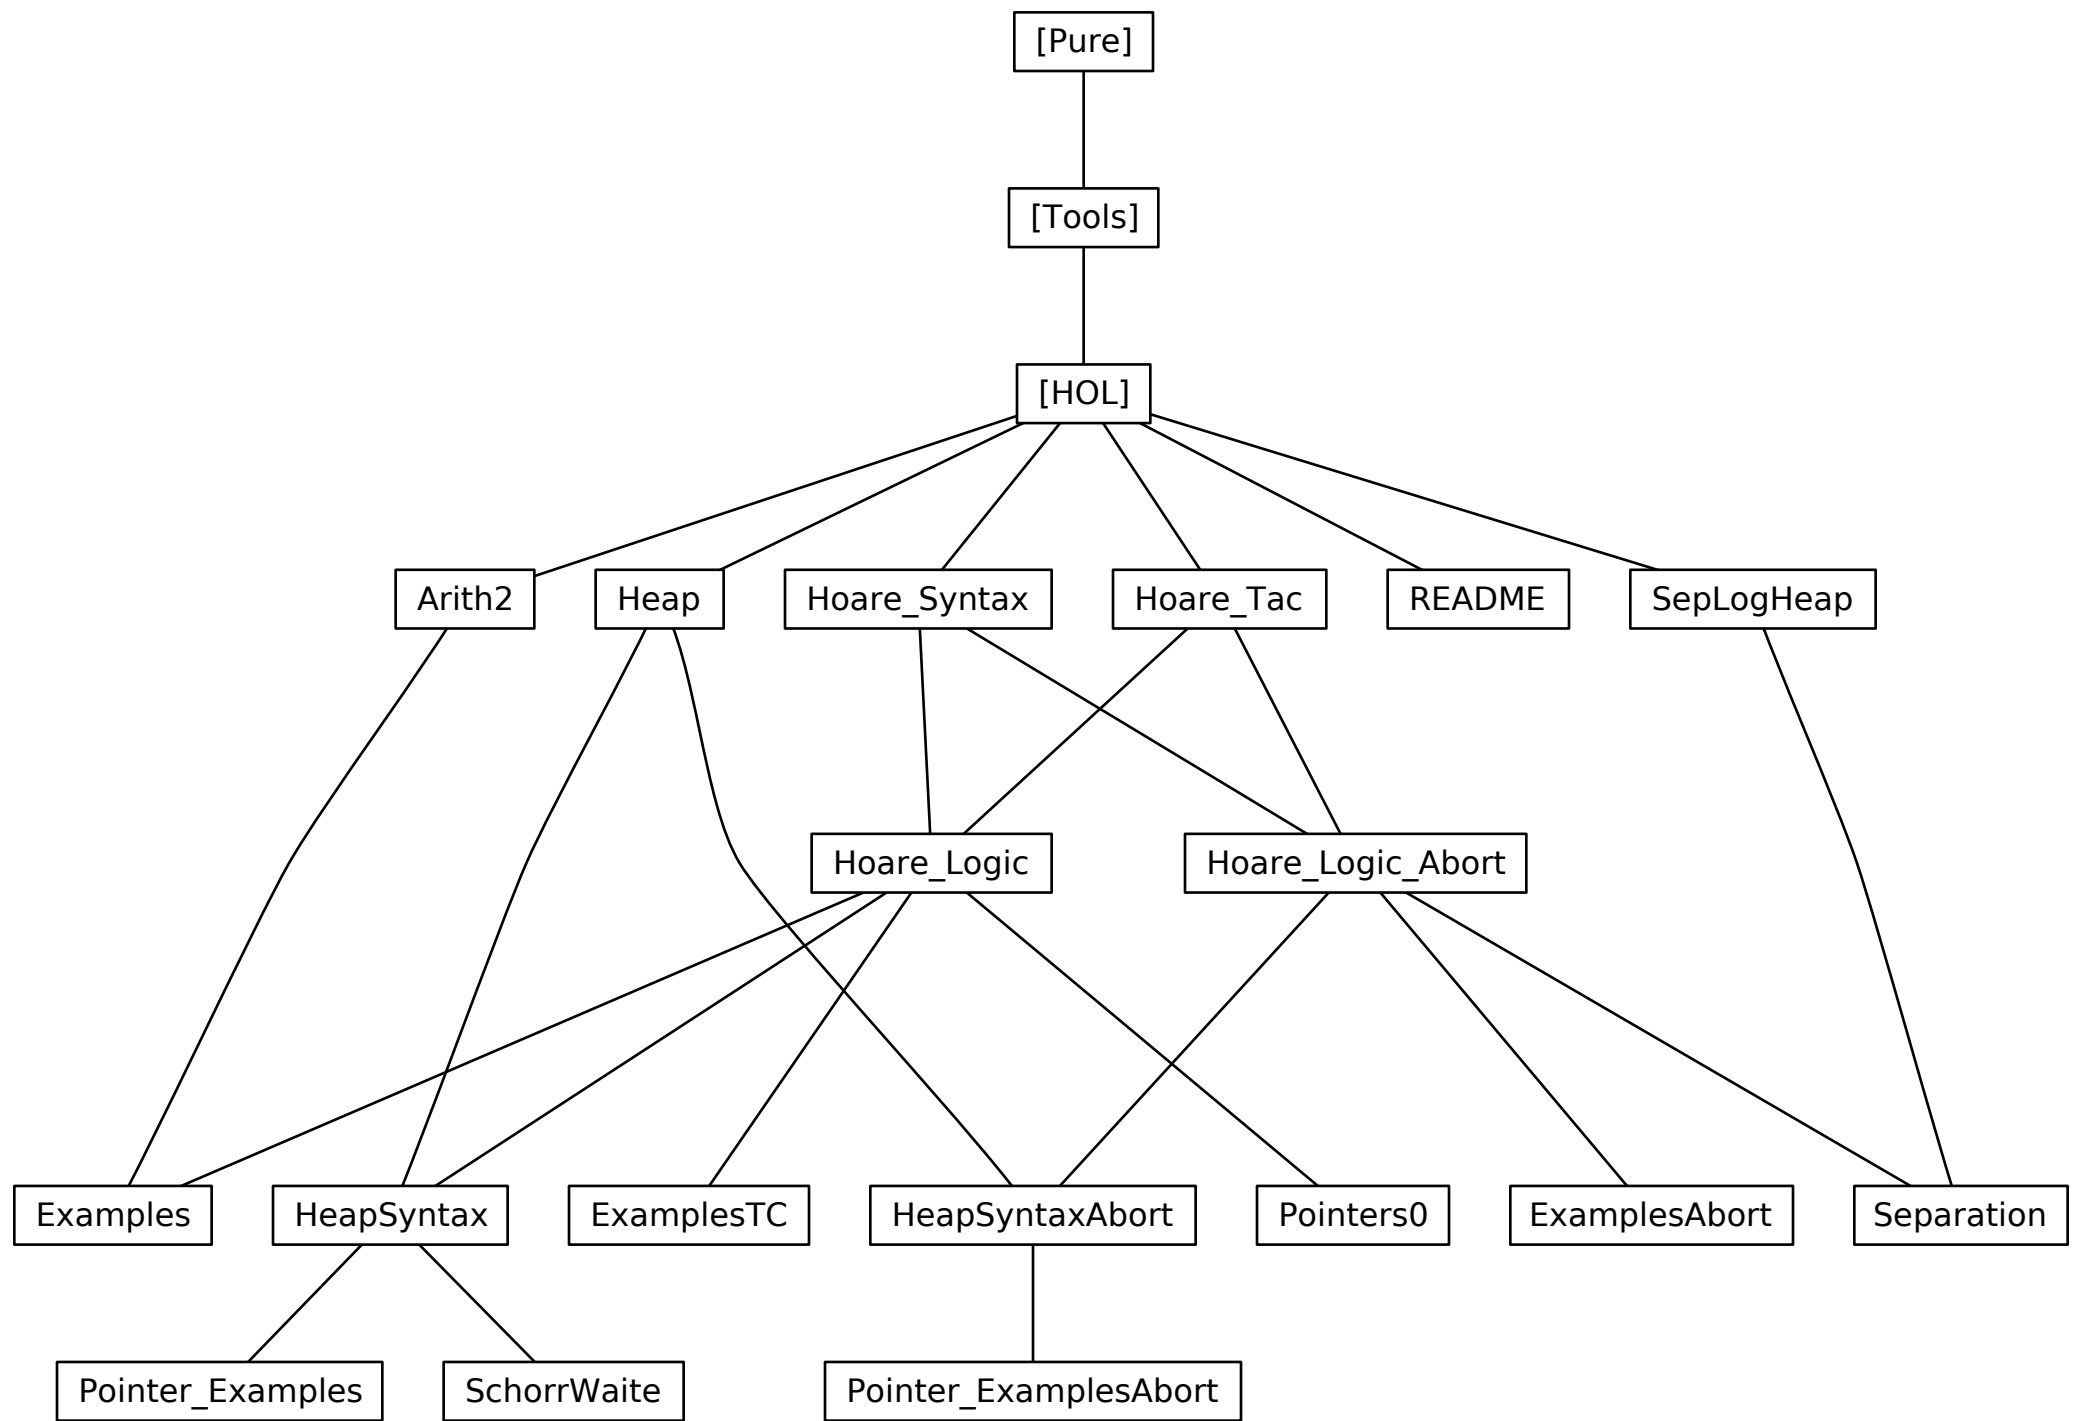 [Pure]
[Tools]
[HOL]
Arith2
Heap
Hoare_Syntax
Hoare_Tac
README
SepLogHeap
Hoare_Logic
Hoare_Logic_Abort
Examples
HeapSyntax
ExamplesTC
HeapSyntaxAbort
Pointers0
ExamplesAbort
Separation
Pointer_Examples
SchorrWaite
Pointer_ExamplesAbort